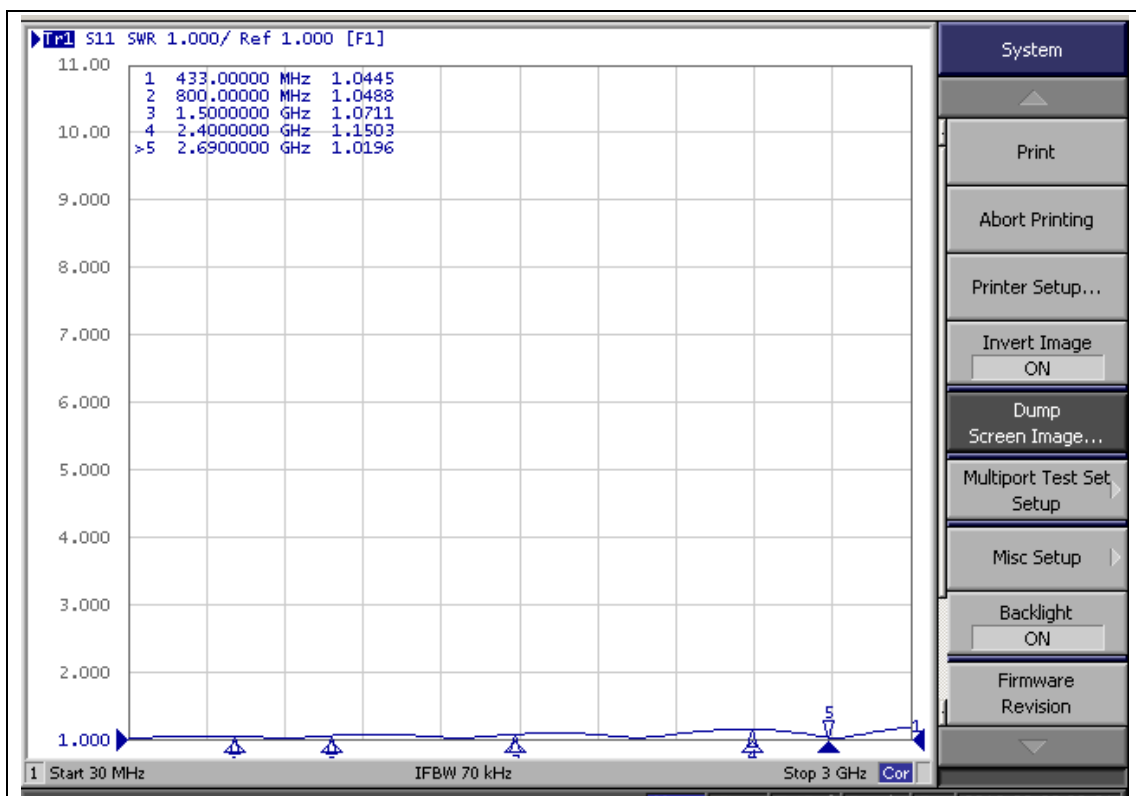 Tr1 S11 SWR 1.000/ Ref 1.000 [F1]
11.00
10.00
9.000
8.000
7.000
6.000
5.000
4.000
3.000
2.000
1.000
1 433.00000 MHz 1.0445
2 800.00000 MHz 1.0488
3 1.5000000 GHz 1.0711
4 2.4000000 GHz 1.1503
>5 2.6900000 GHz 1.0196
5
1
1 Start 30 MHz IFBW 70 kHz Stop 3 GHz Cor
System
Print
Abort Printing
Printer Setup...
Invert Image
ON
Dump
Screen Image...
Multiport Test Set
Setup
Misc Setup
Backlight
ON
Firmware
Revision